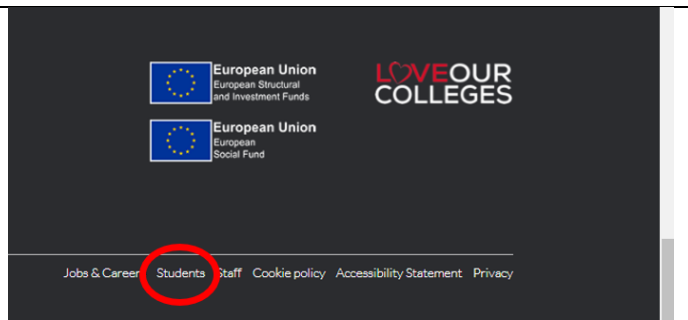 European Union
European Structural
and Investment Funds
LOVEOUR
COLLEGES
European Union
European
Social Fund
Jobs & Career Students Staff Cookie policy Accessibility Statement Privacy